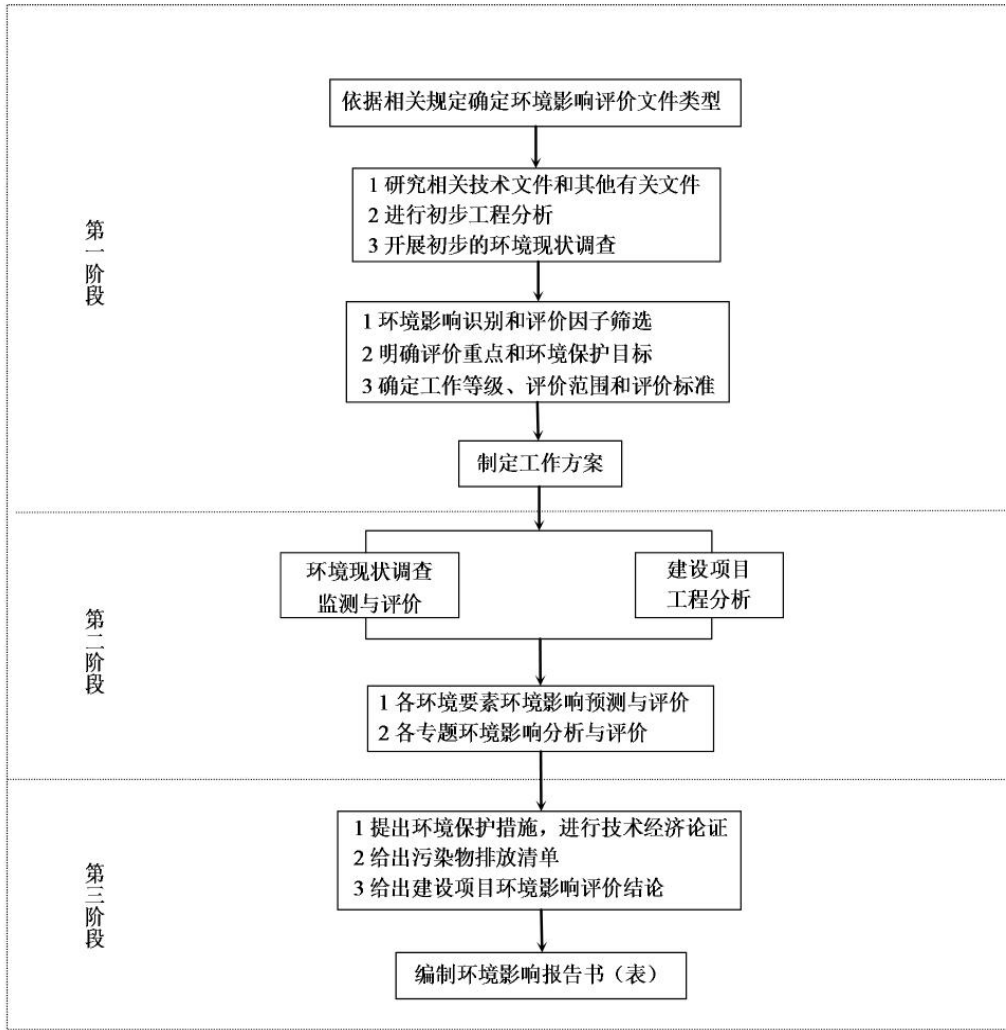 依据相关规定确定环境影响评价文件类型
1 研究相关技术文件和其他有关文件
2 进行初步工程分析
3 开展初步的环境现状调查
第一阶段
1 环境影响识别和评价因子筛选
2 明确评价重点和环境保护目标
3 确定工作等级、评价范围和评价标准
制定工作方案
环境现状调查
监测与评价
建设项目
工程分析
第二阶段
1 各环境要素环境影响预测与评价
2 各专题环境影响分析与评价
1 提出环境保护措施，进行技术经济论证
2 给出污染物排放清单
3 给出建设项目环境影响评价结论
第三阶段
编制环境影响报告书（表）